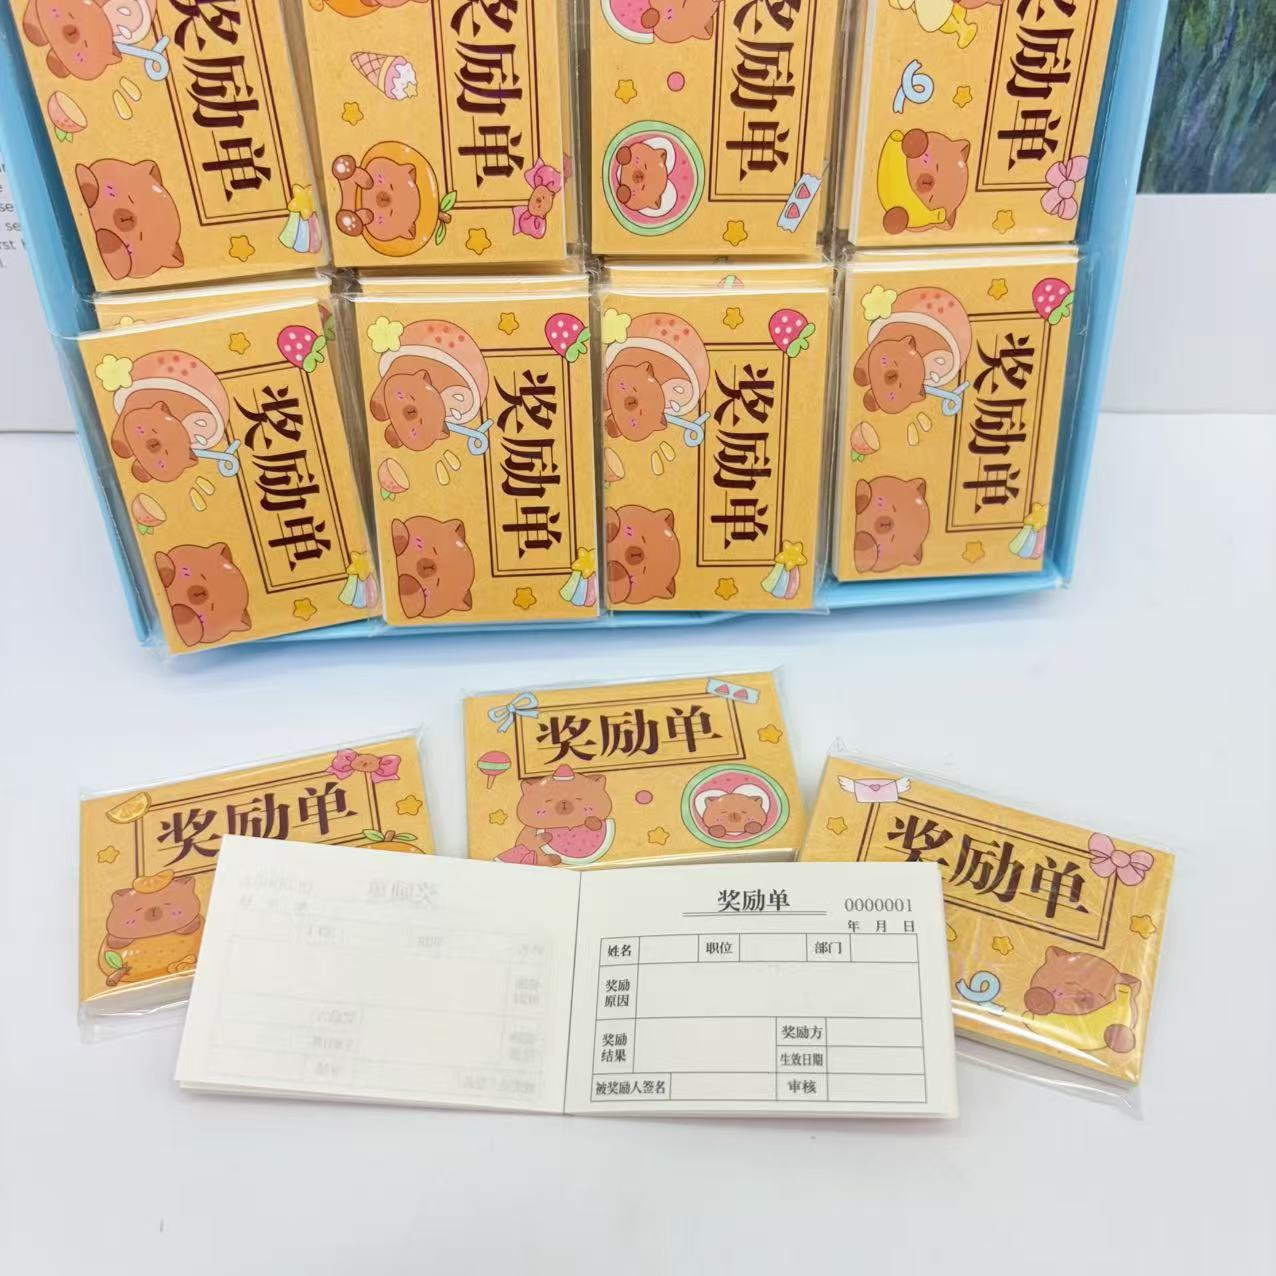 se
se
rst
奖励单
奖励单
奖励单
奖励单
奖励单
奖励单
奖励单
奖励单
奖励单
奖励单
奖励单
奖励单 0000001
年 月 日
姓名 职位 部门
奖励原因
奖励结果 奖励方
生效日期
被奖励人签名 审核